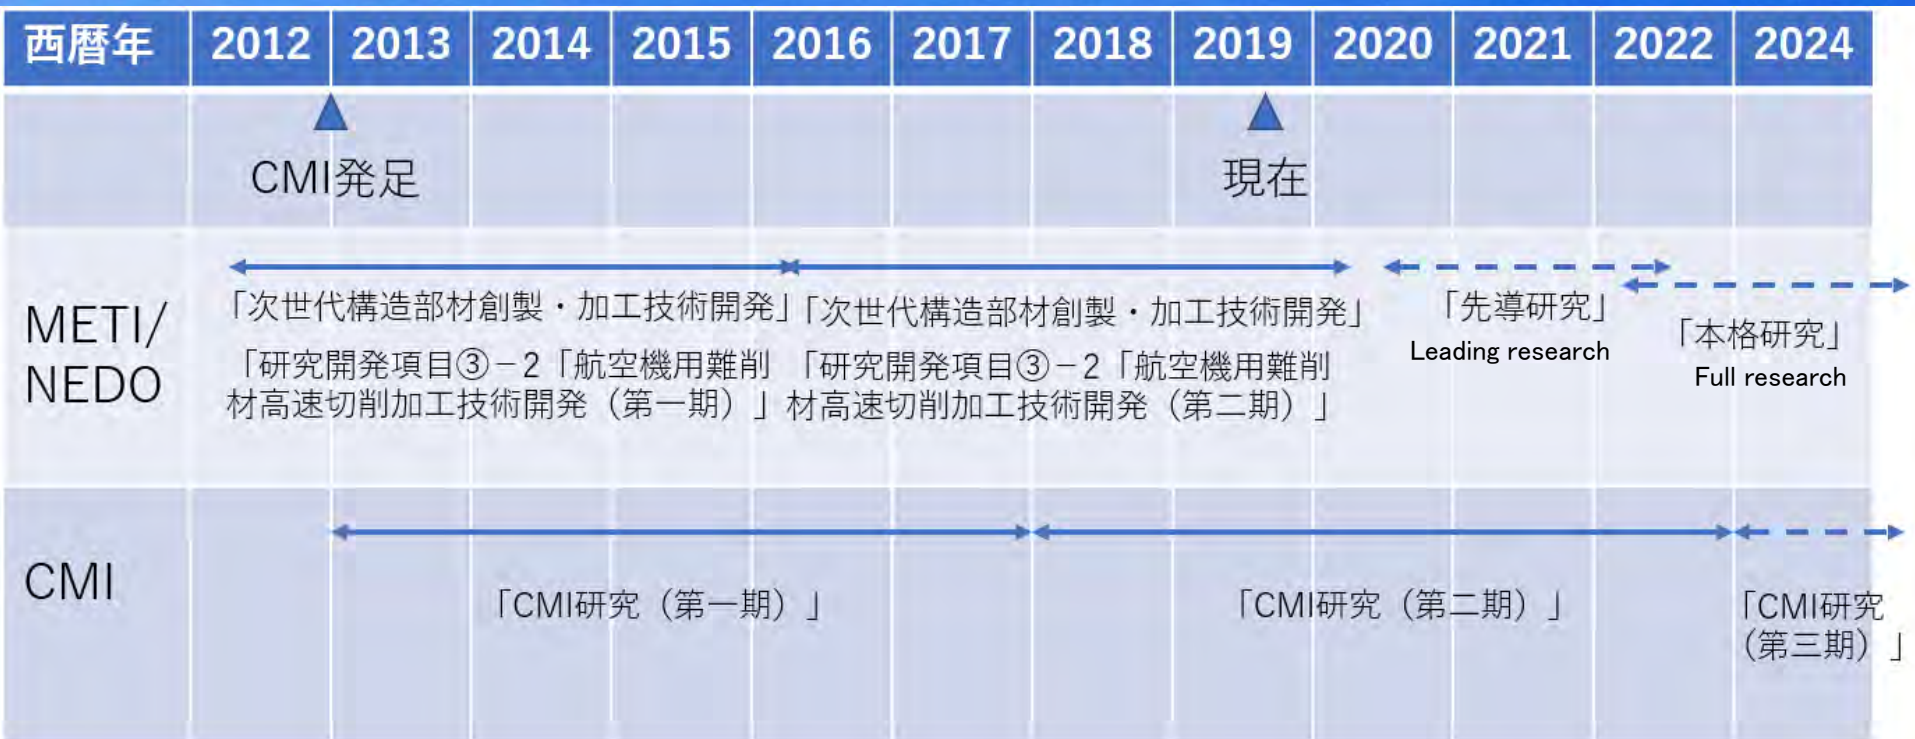 西暦年 2012 2013 2014 2015 2016 2017 2018 2019 2020 2021 2022 2024
CMI発足
現在
METI/
NEDO
「次世代構造部材創製・加工技術開発」
「研究開発項目③－2「航空機用難削
材高速切削加工技術開発（第一期）」
「次世代構造部材創製・加工技術開発」
「研究開発項目③－2「航空機用難削
材高速切削加工技術開発（第二期）」
「先導研究」
Leading research
「本格研究」
Full research
CMI
「CMI研究（第一期）」
「CMI研究（第二期）」
「CMI研究
（第三期）」